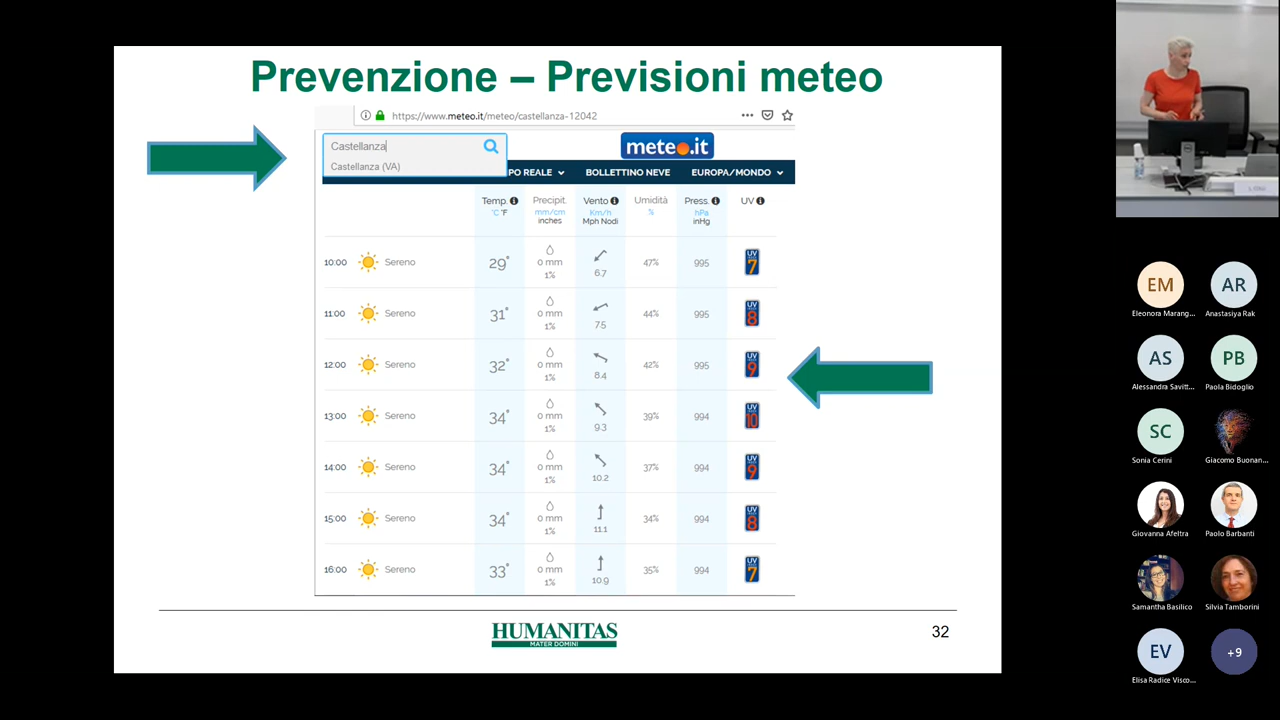 Prevenzione – Previsioni meteo
https://www.meteo.it/meteo/castellanza-12042
Castellanza
Castellanza (VA)
meteo.it
PO REALE
BOLLETTINO NEVE
EUROPA/MONDO
Temp. Precipit. Vento Umidità Press. UV
°C °F mm/cm Km/h % hPa
inches Mph Nodi inHg
10:00 Sereno 29° 0 mm 1% 6.7 47% 995 UV 7
11:00 Sereno 31° 0 mm 1% 7.5 44% 995 UV 8
12:00 Sereno 32° 0 mm 1% 8.4 42% 995 UV 9
13:00 Sereno 34° 0 mm 1% 9.3 39% 994 UV 10
14:00 Sereno 34° 0 mm 1% 10.2 37% 994 UV 9
15:00 Sereno 34° 0 mm 1% 11.1 34% 994 UV 8
16:00 Sereno 33° 0 mm 1% 10.9 35% 994 UV 7
HUMANITAS
MATER DOMINI
32
EM AR
Eleonora Marang... Anastasiya Rak
AS PB
Alessandra Savitt... Paola Bidoglio
SC
Sonia Cerini Giacomo Buonan...
Giovanna Afeltra Paolo Barbanti
Samantha Basilico Silvia Tamborini
EV +9
Elisa Radice Visco...